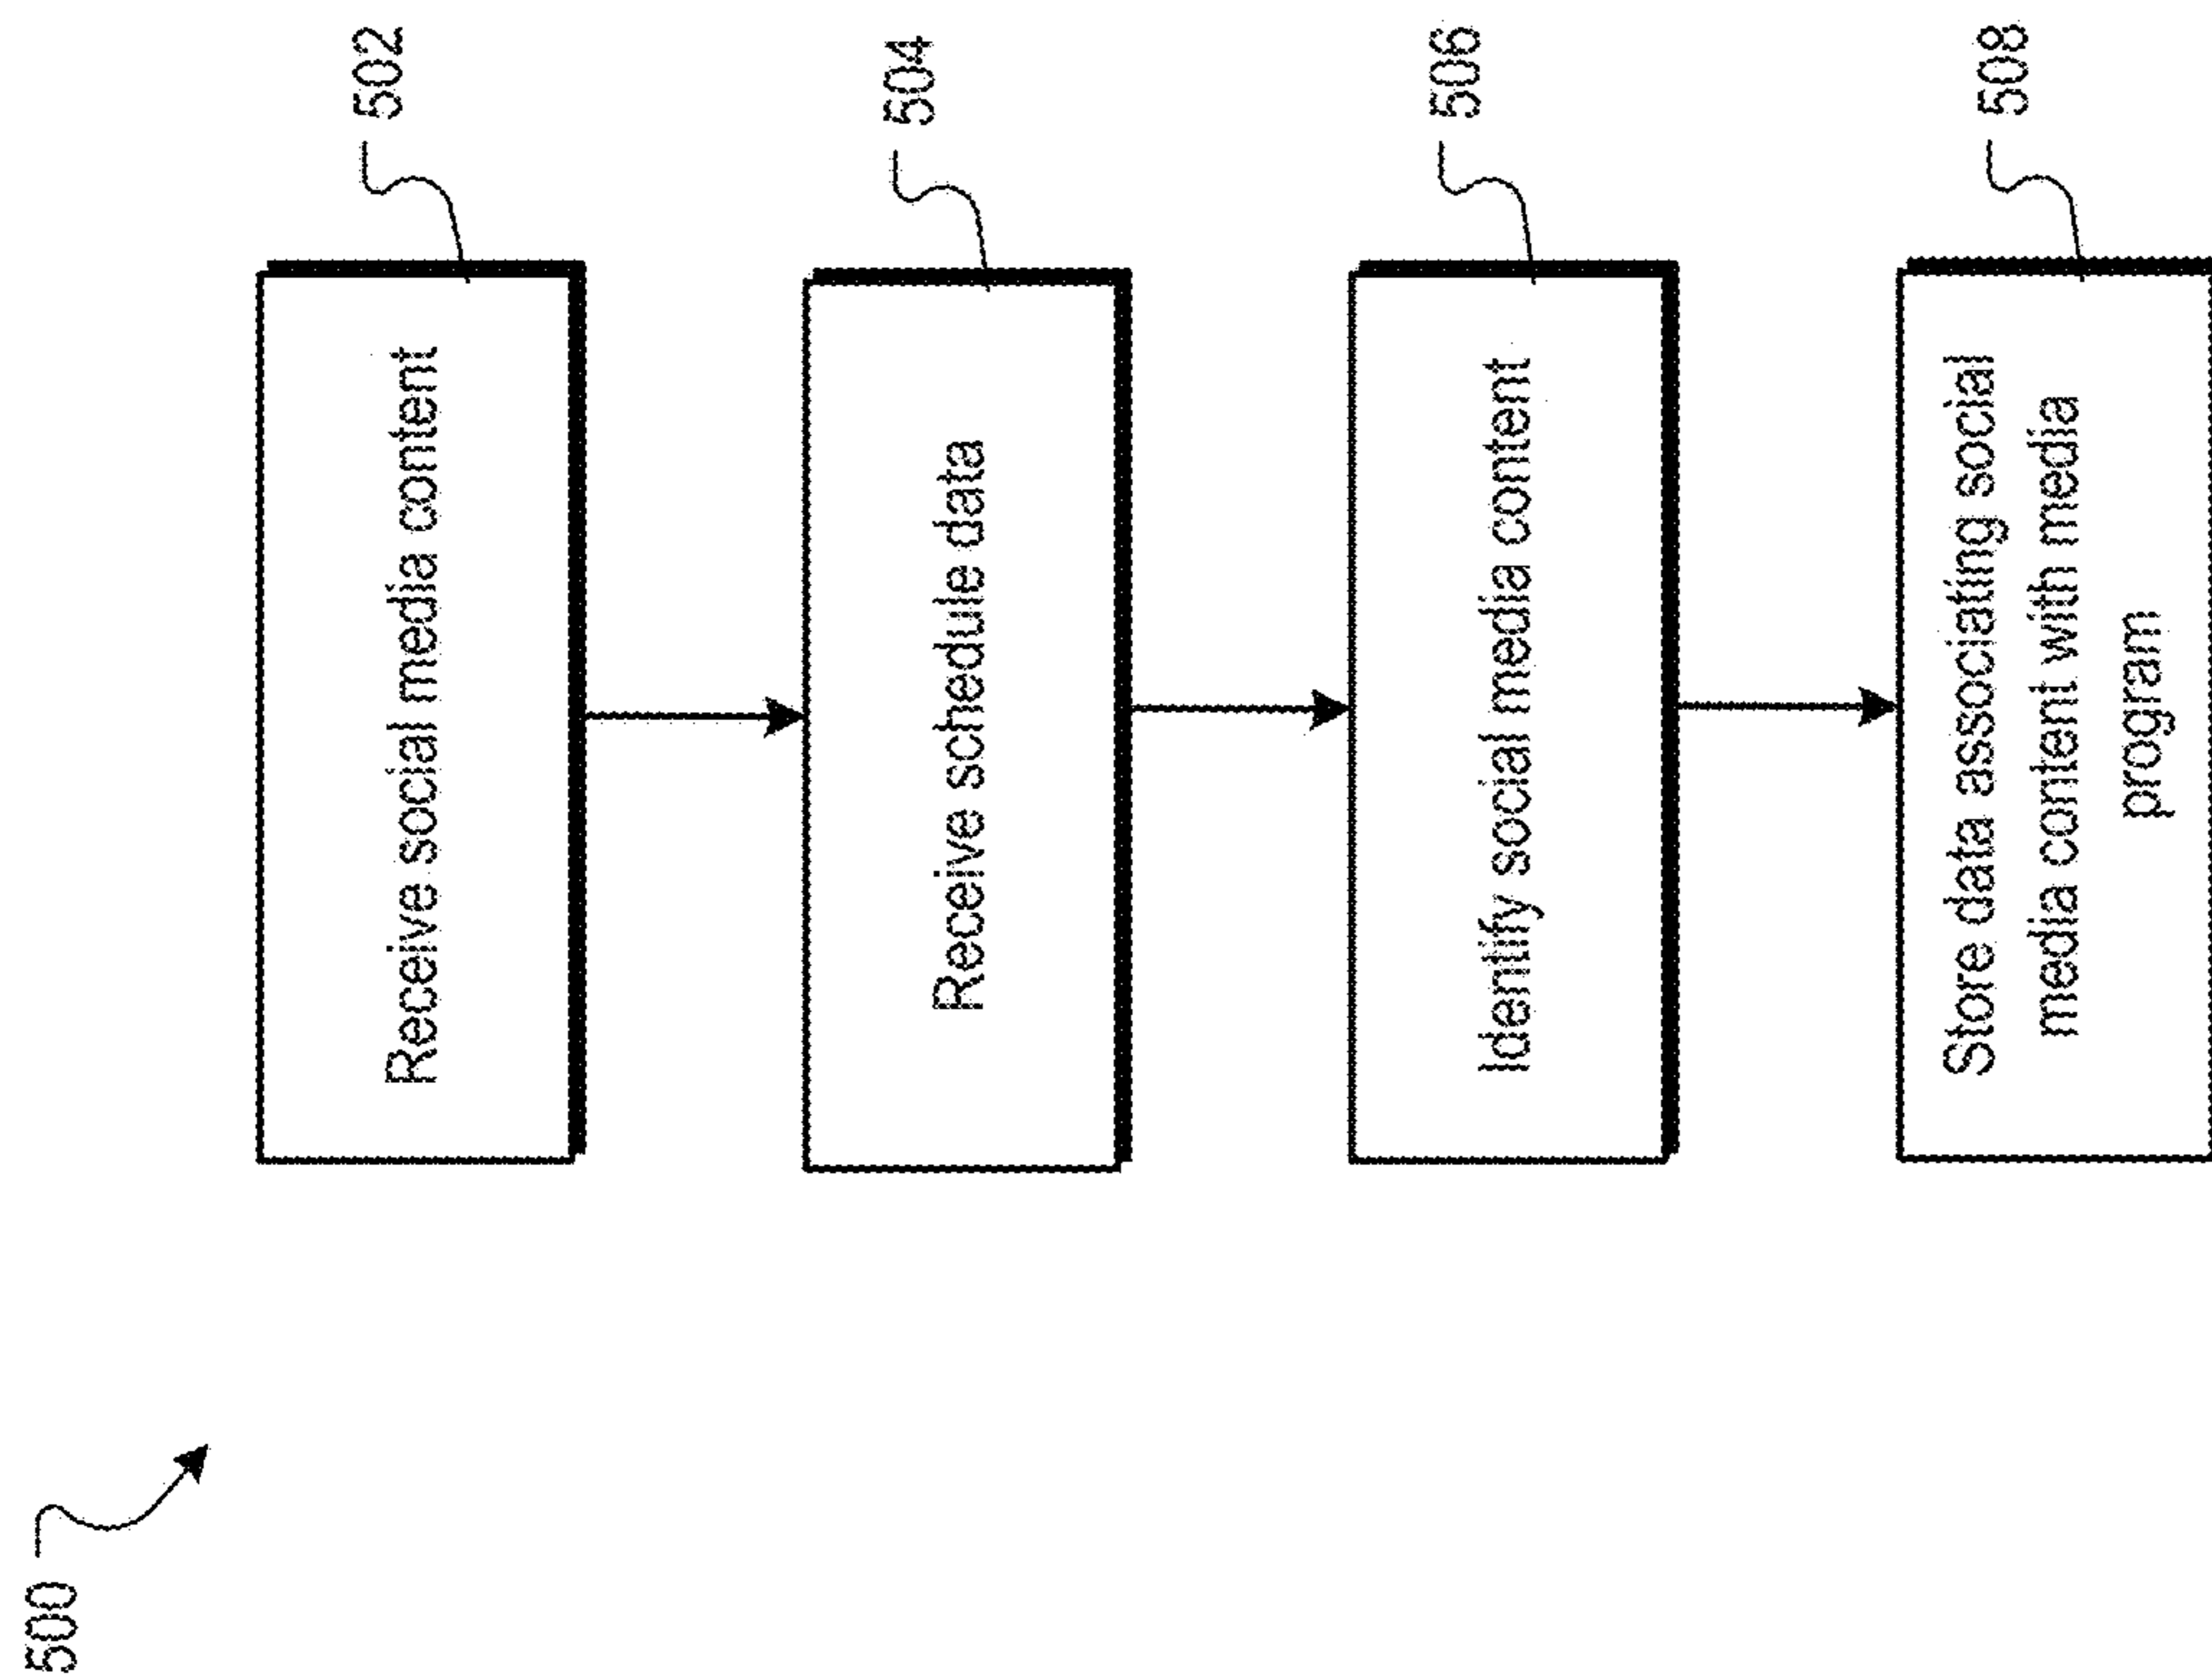 500
Receive social media content
502
Receive schedule data
504
Identify social media content
506
Store data associating social
media content with media
program
508